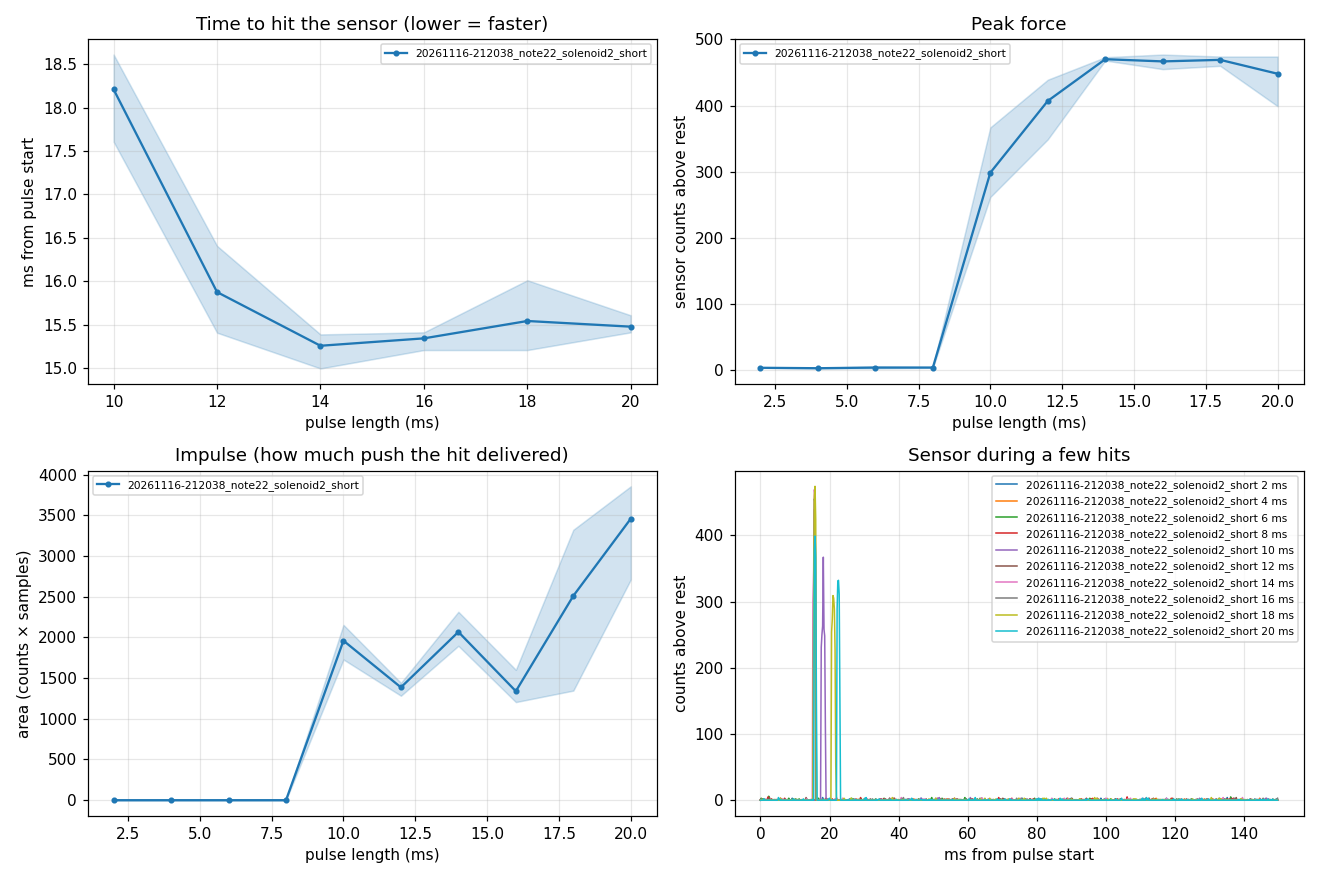 Time to hit the sensor (lower = faster)
20261116-212038_note22_solenoid2_short
18.5
18.0
17.5
17.0
16.5
16.0
15.5
15.0
ms from pulse start
10
12
14
16
18
20
pulse length (ms)
Peak force
20261116-212038_note22_solenoid2_short
500
400
300
200
100
0
sensor counts above rest
2.5
5.0
7.5
10.0
12.5
15.0
17.5
20.0
pulse length (ms)
Impulse (how much push the hit delivered)
20261116-212038_note22_solenoid2_short
4000
3500
3000
2500
2000
1500
1000
500
0
area (counts × samples)
2.5
5.0
7.5
10.0
12.5
15.0
17.5
20.0
pulse length (ms)
Sensor during a few hits
20261116-212038_note22_solenoid2_short 2 ms
20261116-212038_note22_solenoid2_short 4 ms
20261116-212038_note22_solenoid2_short 6 ms
20261116-212038_note22_solenoid2_short 8 ms
20261116-212038_note22_solenoid2_short 10 ms
20261116-212038_note22_solenoid2_short 12 ms
20261116-212038_note22_solenoid2_short 14 ms
20261116-212038_note22_solenoid2_short 16 ms
20261116-212038_note22_solenoid2_short 18 ms
20261116-212038_note22_solenoid2_short 20 ms
400
300
200
100
0
counts above rest
0
20
40
60
80
100
120
140
ms from pulse start